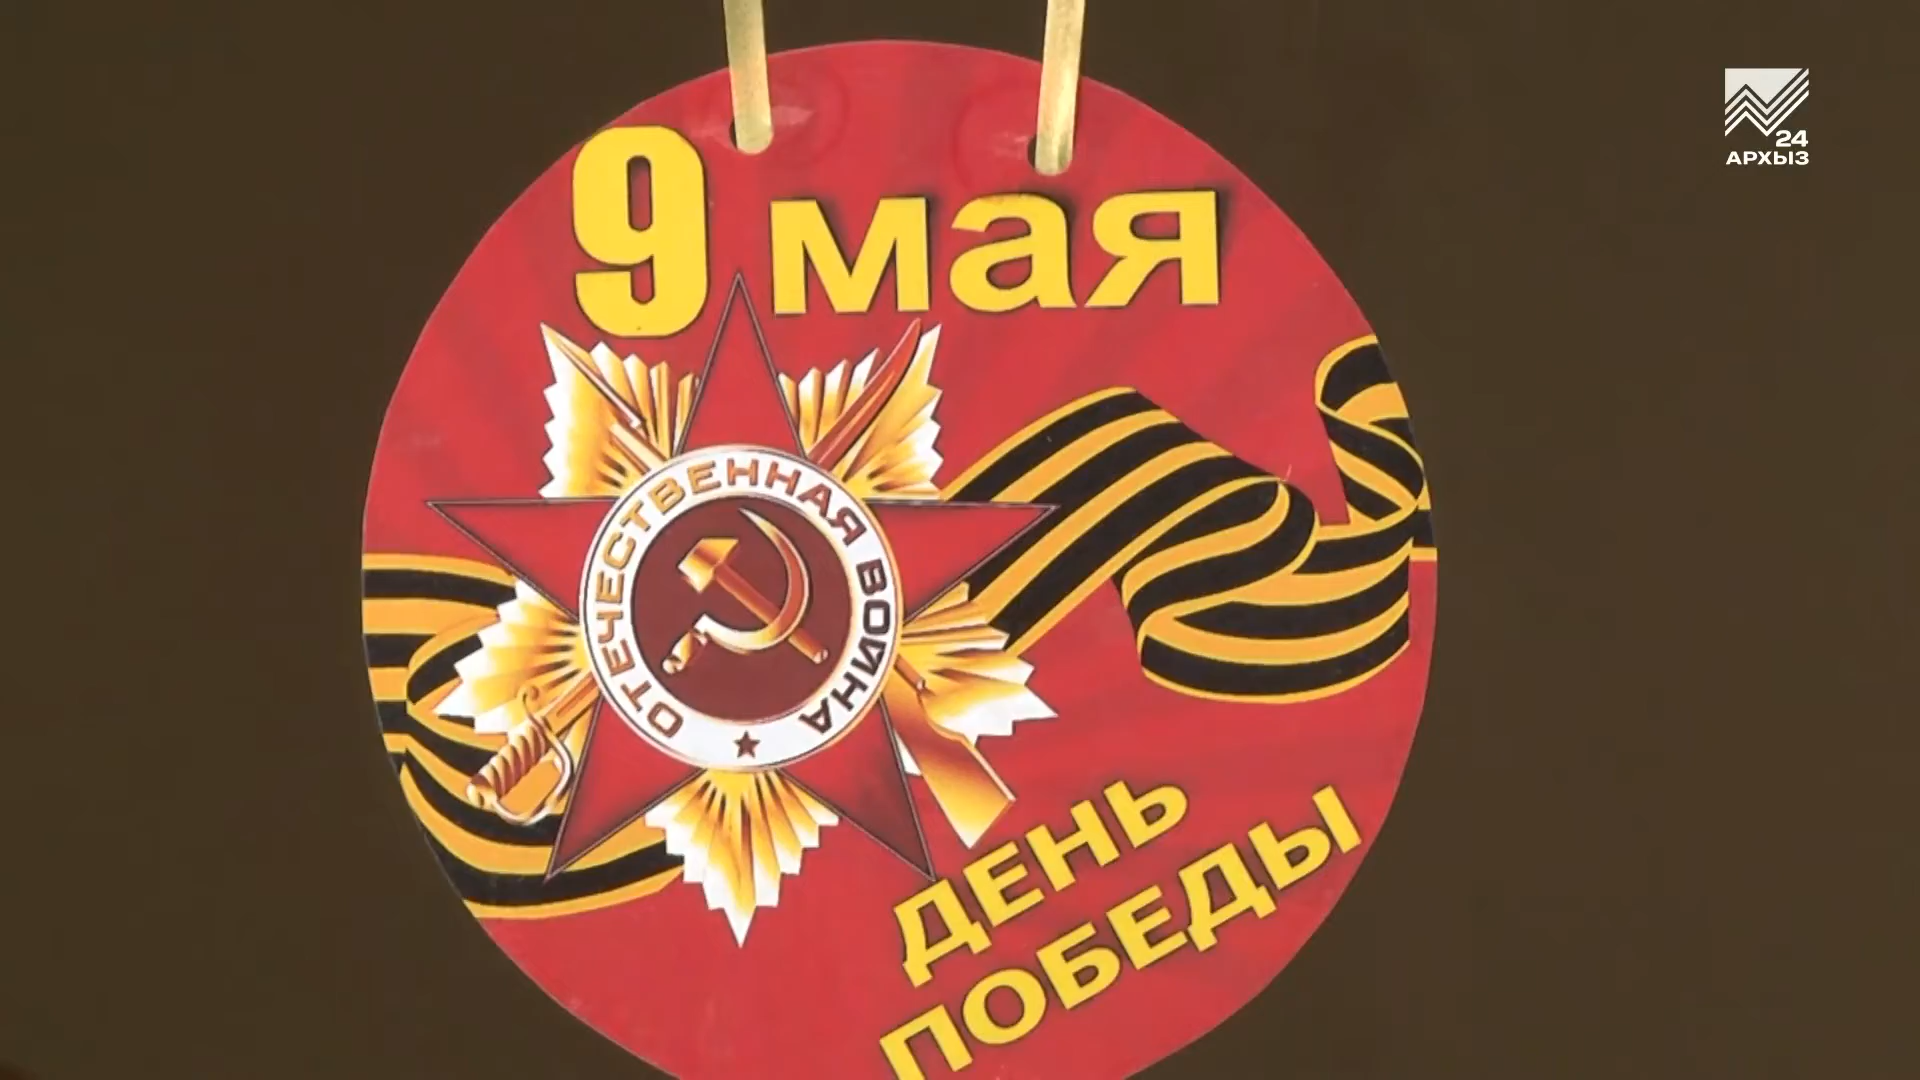 9 мая
ОТЕЧЕСТВЕННАЯ ВОЙНА
ДЕНЬ
ПОБЕДЫ
24
АРХЫЗ